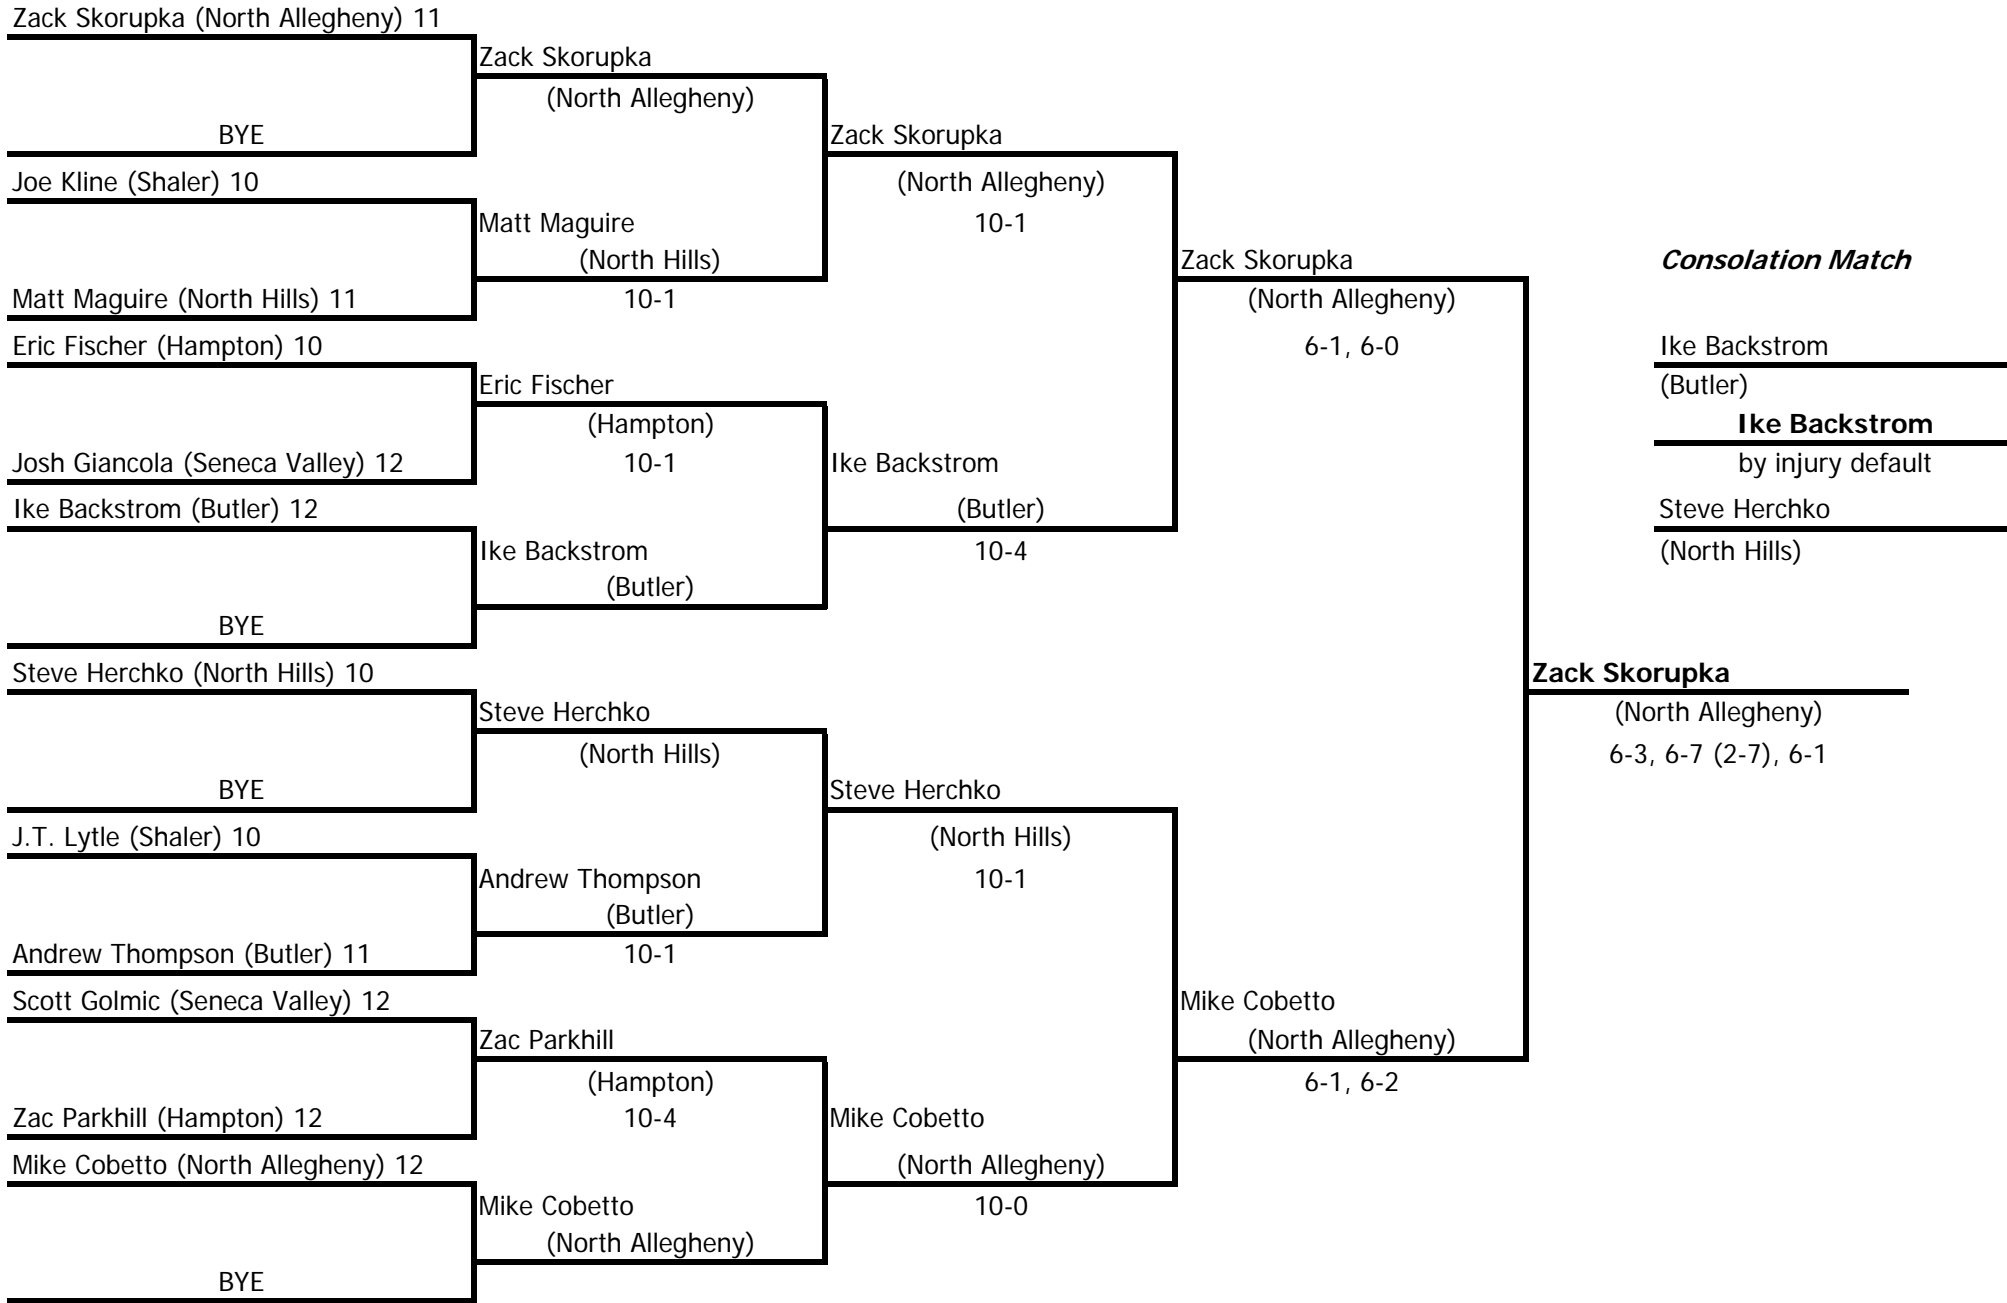 Zack Skorupka (North Allegheny) 11
BYE
Joe Kline (Shaler) 10
Matt Maguire (North Hills) 11
Eric Fischer (Hampton) 10
Josh Giancola (Seneca Valley) 12
Ike Backstrom (Butler) 12
BYE
Steve Herchko (North Hills) 10
BYE
J.T. Lytle (Shaler) 10
Andrew Thompson (Butler) 11
Scott Golmic (Seneca Valley) 12
Zac Parkhill (Hampton) 12
Mike Cobetto (North Allegheny) 12
BYE
Zack Skorupka
(North Allegheny)
Matt Maguire
(North Hills)
10-1
Eric Fischer
(Hampton)
10-1
Ike Backstrom
(Butler)
Steve Herchko
(North Hills)
Andrew Thompson
(Butler)
10-1
Zac Parkhill
(Hampton)
10-4
Mike Cobetto
(North Allegheny)
Zack Skorupka
(North Allegheny)
10-1
Ike Backstrom
(Butler)
10-4
Steve Herchko
(North Hills)
10-1
Mike Cobetto
(North Allegheny)
10-0
Zack Skorupka
(North Allegheny)
6-1, 6-0
Mike Cobetto
(North Allegheny)
6-1, 6-2
Zack Skorupka
(North Allegheny)
6-3, 6-7 (2-7), 6-1
Consolation Match
Ike Backstrom
(Butler)
Ike Backstrom
by injury default
Steve Herchko
(North Hills)